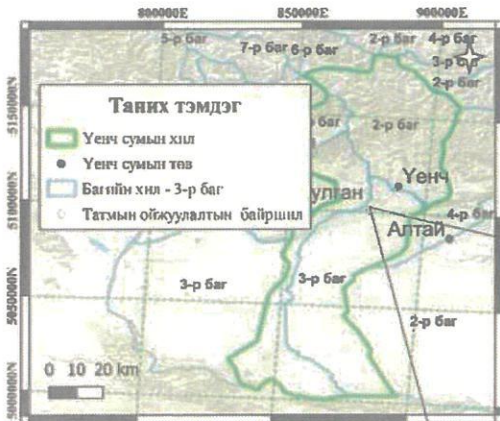 800000E 850000E 900000E
5-р баг
7-р баг
6-р баг
2-р баг
4-р баг
3-р баг
2-р баг
5150000N
Таних тэмдэг
Үенч сумын хил
Үенч сумын төв
Багийн хил - 3-р баг
Татмын ойжуулалтын байршил
баг
2-р баг
Үенч
5100000N
улган
4-р баг
Алтай
3-р баг
3-р баг
5050000N
2-р баг
0 10 20 km
5000000N